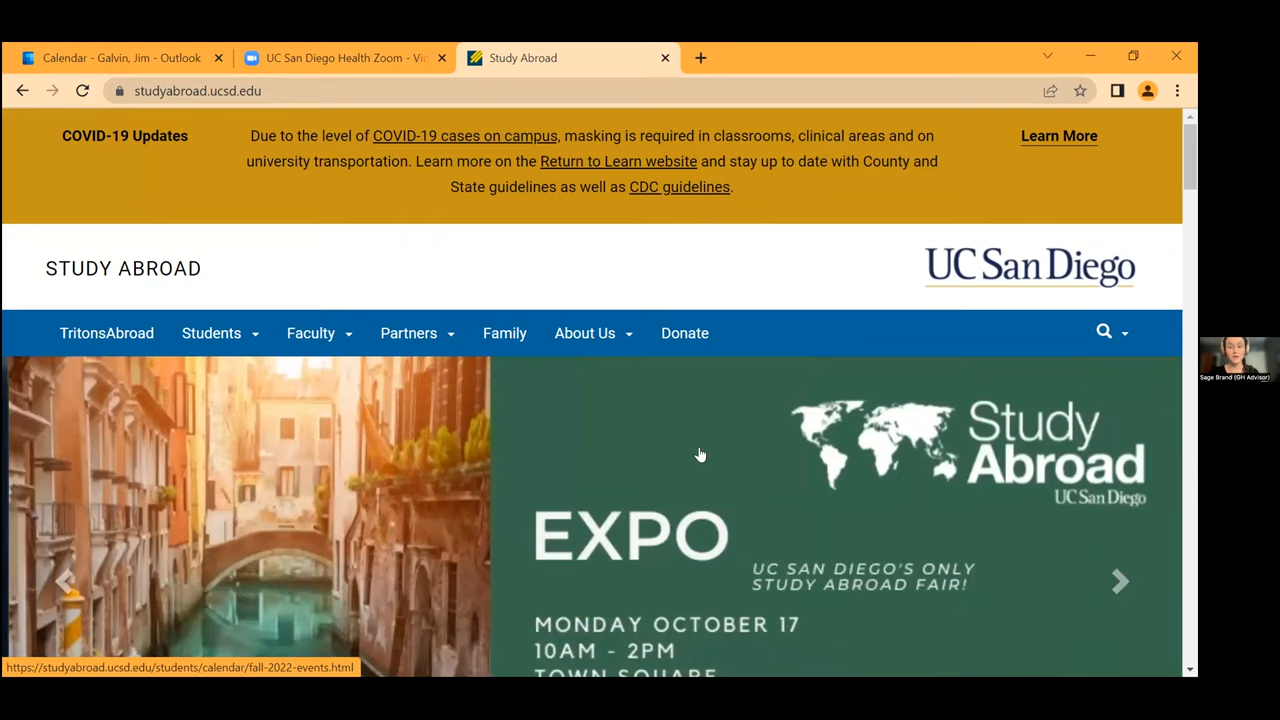 Calendar - Galvin, Jim - Outlook
UC San Diego Health Zoom - Vi
Study Abroad
studyabroad.ucsd.edu
COVID-19 Updates
Due to the level of COVID-19 cases on campus, masking is required in classrooms, clinical areas and on
university transportation. Learn more on the Return to Learn website and stay up to date with County and
State guidelines as well as CDC guidelines.
Learn More
STUDY ABROAD
UC San Diego
TritonsAbroad Students Faculty Partners Family About Us Donate
Study
Abroad
UC San Diego
EXPO
UC SAN DIEGO'S ONLY
STUDY ABROAD FAIR!
MONDAY OCTOBER 17
10AM - 2PM
TOWN SQUARE
https://studyabroad.ucsd.edu/students/calendar/fall-2022-events.html
Sage Brand (GH Advisor)